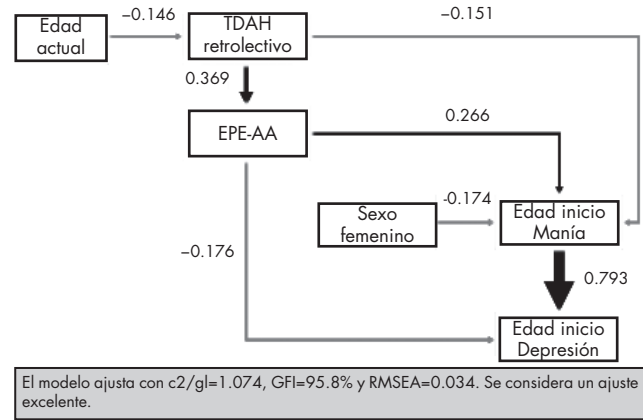 Edad
actual
−0.146
TDAH
retrolectivo
−0.151
0.369
EPE-AA
0.266
Sexo
femenino
-0.174
Edad inicio
Manía
−0.176
0.793
Edad inicio
Depresión
El modelo ajusta con c2/gl=1.074, GFI=95.8% y RMSEA=0.034. Se considera un ajuste
excelente.